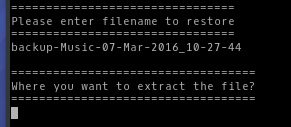 ================================
Please enter filename to restore
================================
backup-Music-07-Mar-2016_10-27-44
===================================
Where you want to extract the file?
===================================